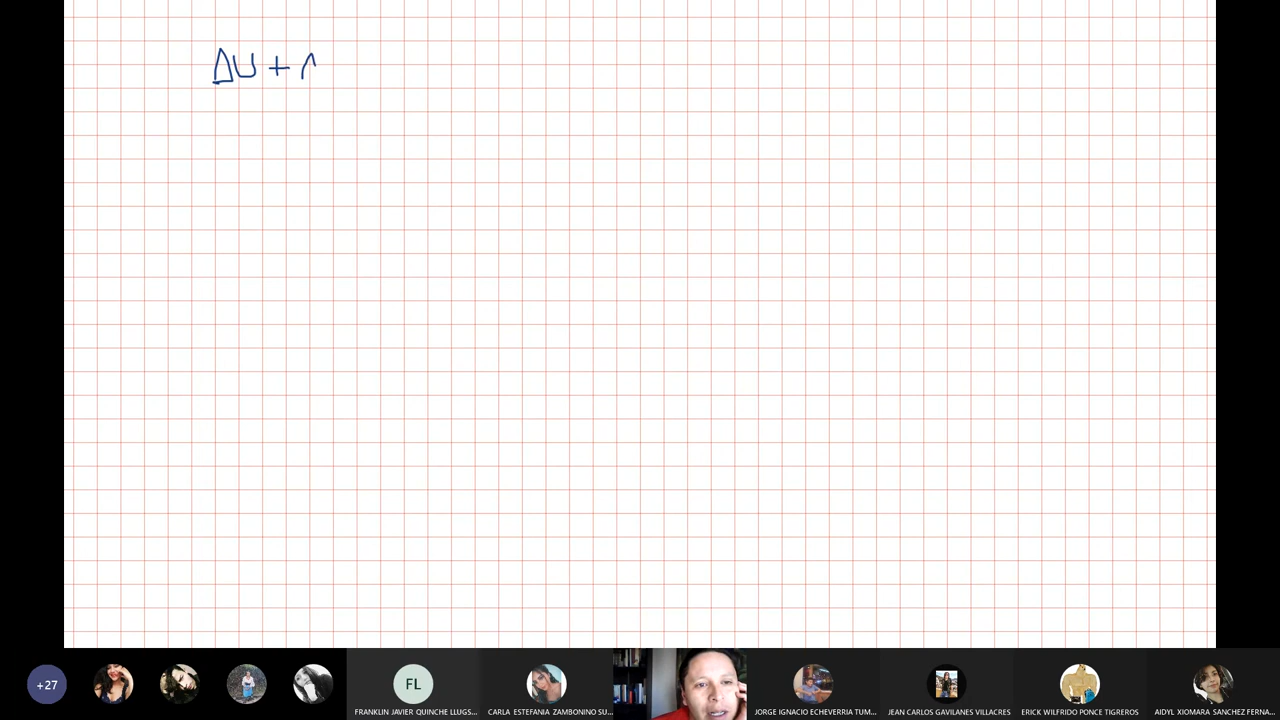 ΔU +
+27
FL
FRANKLIN JAVIER QUINCHE LLUGS...
CARLA ESTEFANIA ZAMBONINO SU...
JORGE IGNACIO ECHEVERRIA TUM...
JEAN CARLOS GAVILANES VILLACRES
ERICK WILFRIDO PONCE TIGREROS
AIDYL XIOMARA SANCHEZ FERNA...